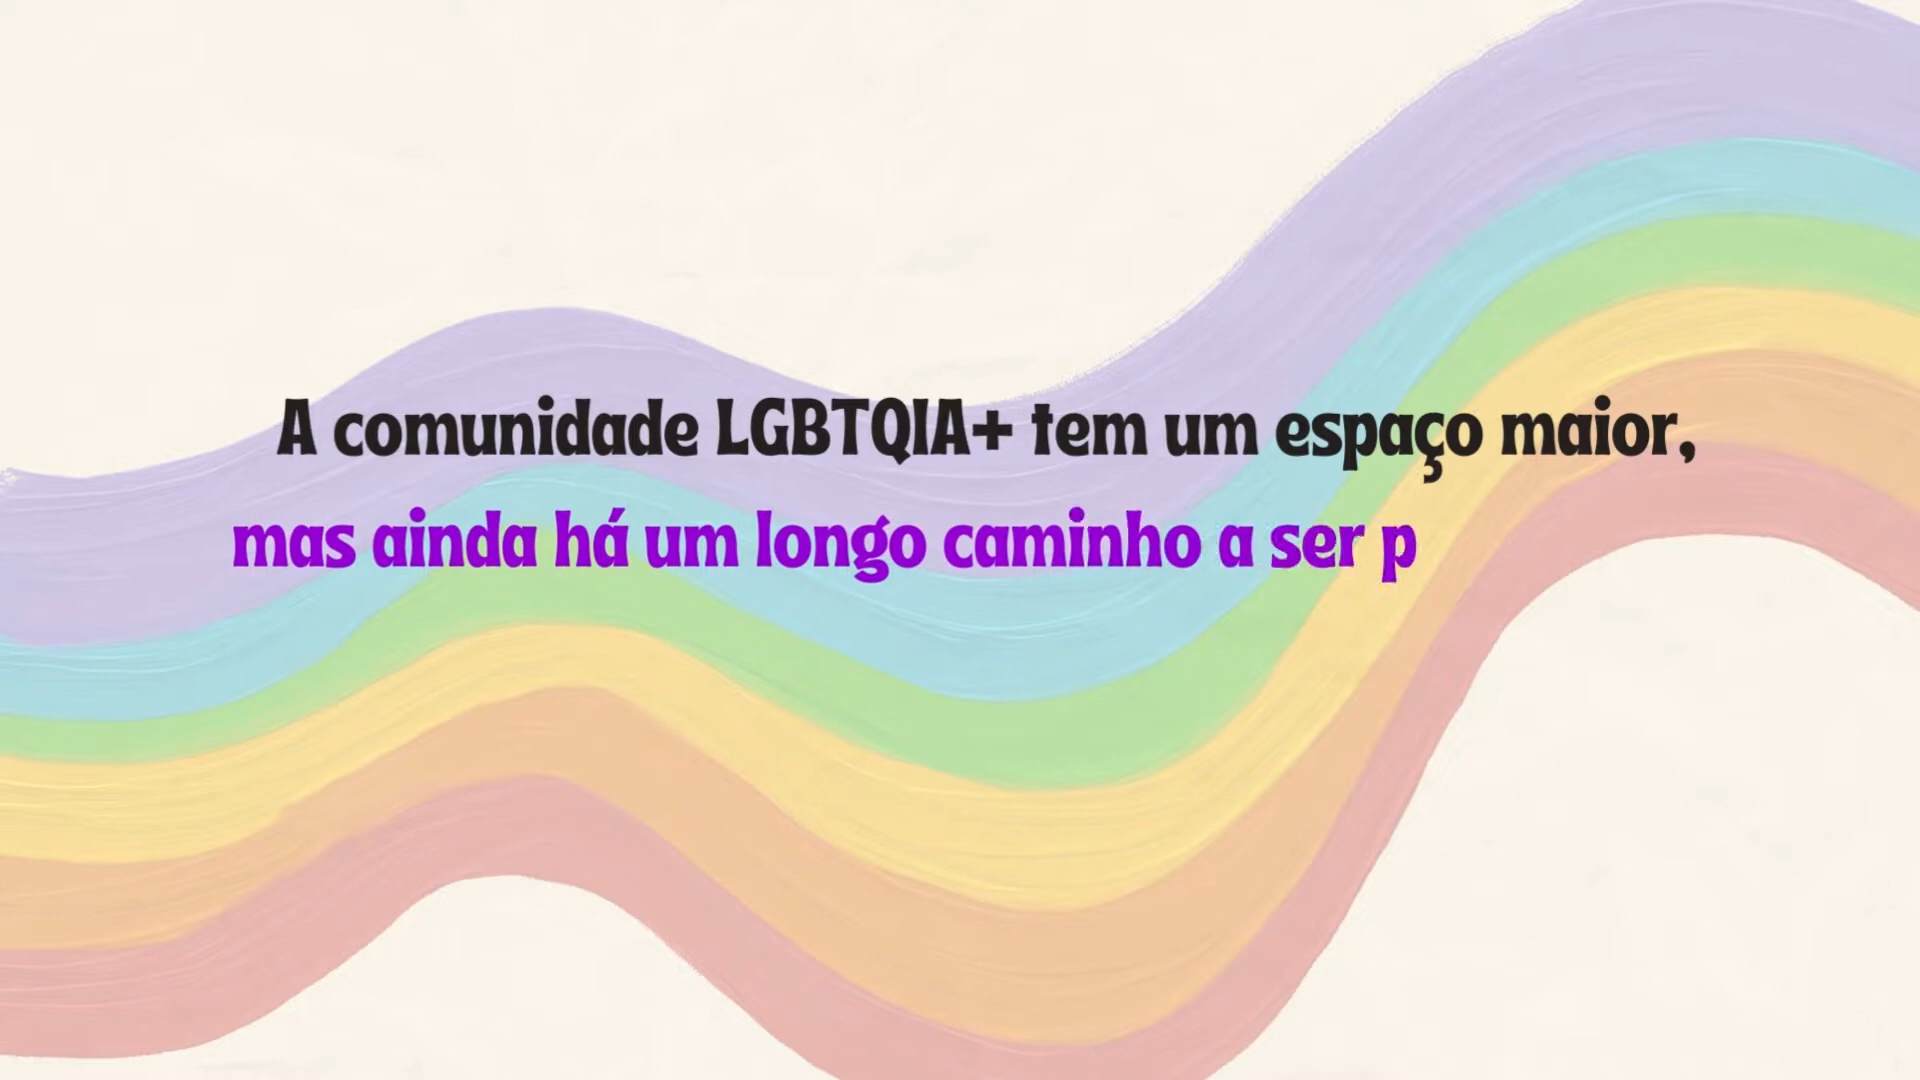 A comunidade LGBTQIA+ tem um espaço maior,
mas ainda há um longo caminho a ser p